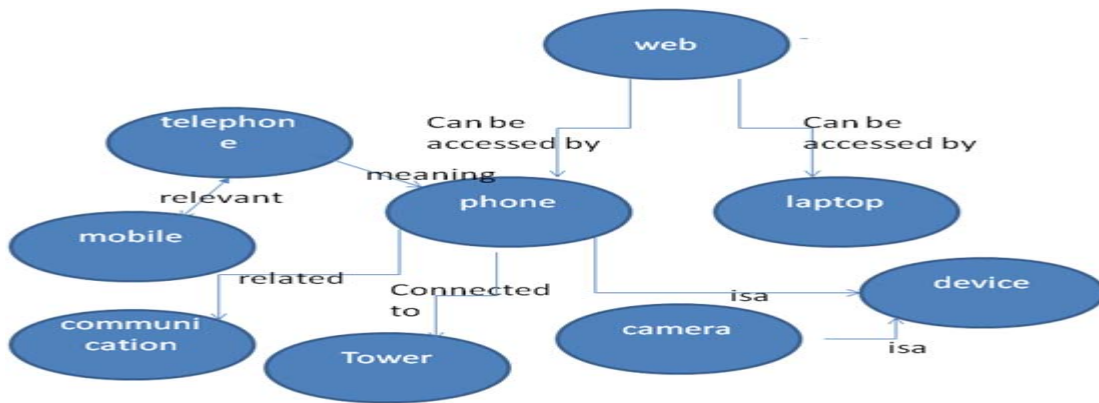 web
telephon
e
Can be
accessed by
Can be
accessed by
meaning
relevant
phone
laptop
mobile
related
Connected
to
isa
device
communi
cation
Tower
camera
isa